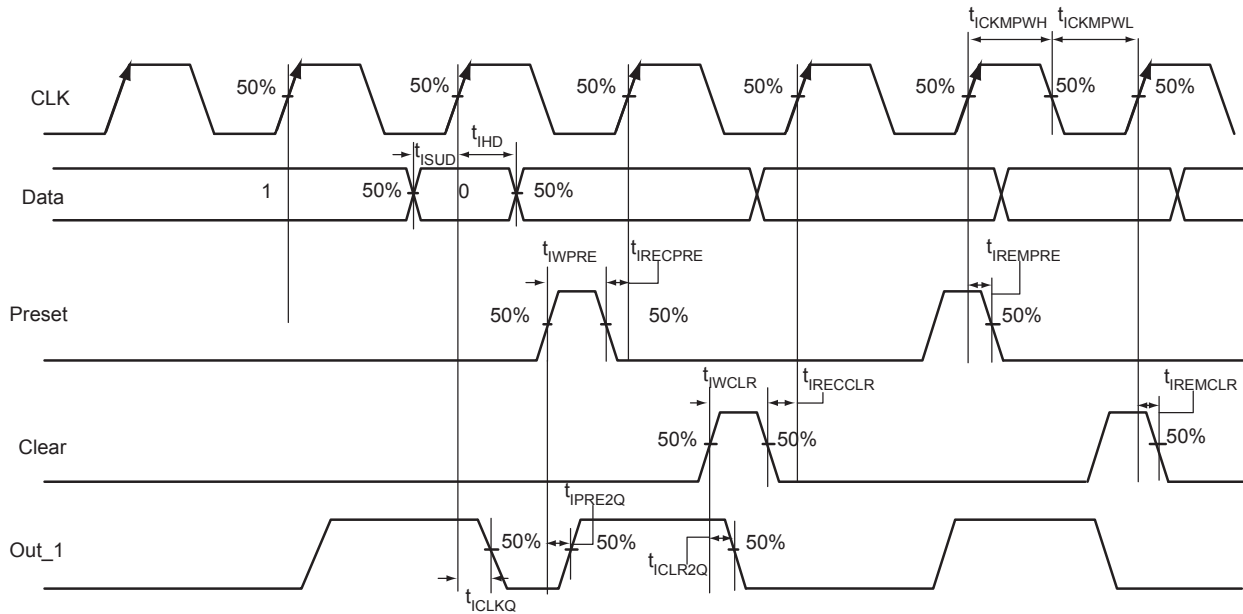 tICKMPWH tICKMPWL
CLK 50% 50% 50% 50% 50% 50% 50%
tISUD tIHD
Data 1 50% 0 50%
tIWPRE tIRECPRE tIREMPRE
Preset 50% 50% 50%
tIWCLR tIRECCLR tIREMCLR
Clear 50% 50% 50%
tIPRE2Q
Out_1 50% 50% 50%
tICLR2Q
tICLKQ